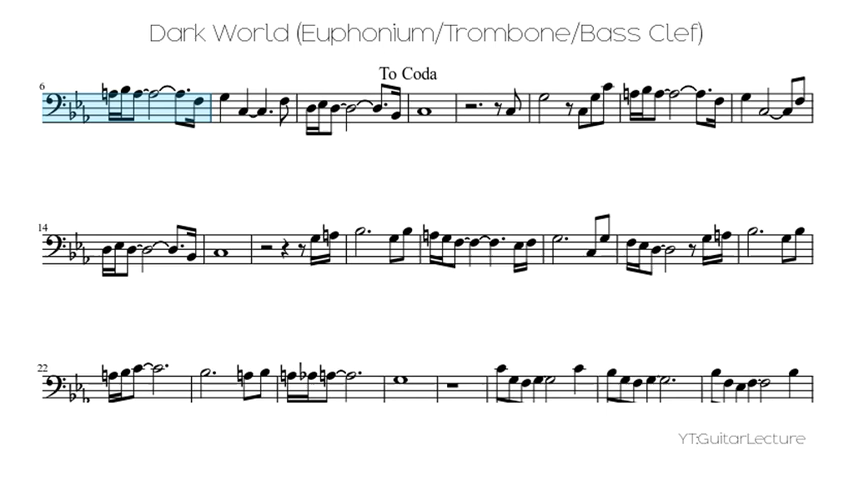 Dark World (Euphonium/Trombone/Bass Clef)
To Coda
6
14
22
YT:GuitarLecture